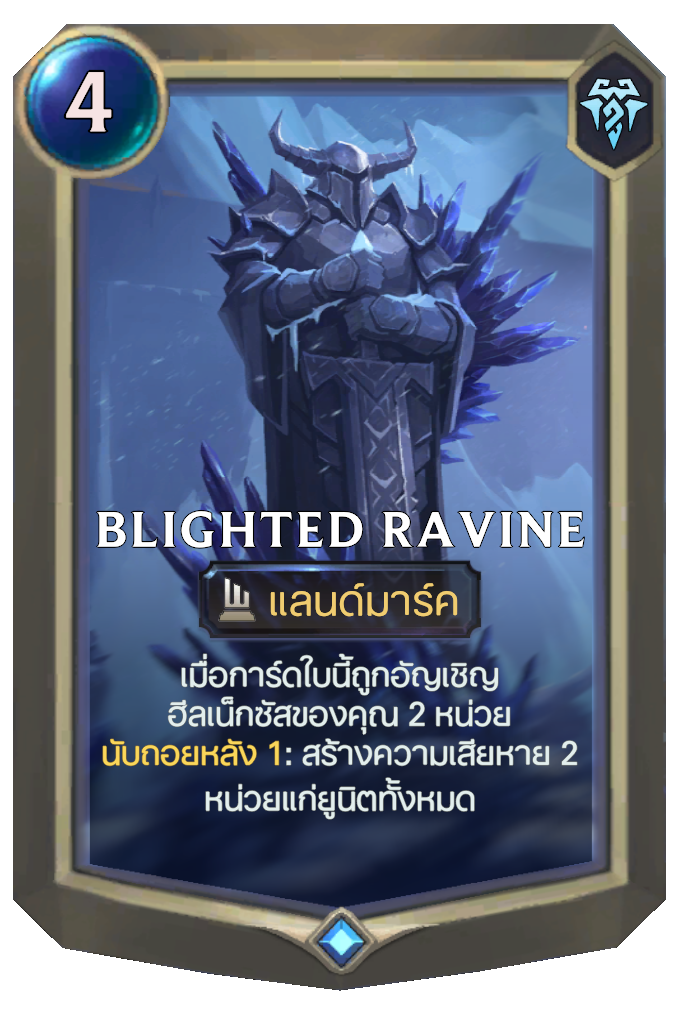 4
BLIGHTED RAVINE
แลนด์มาร์ค
เมื่อการ์ดใบนี้ถูกอัญเชิญ
ฮีลเน็กซัสของคุณ 2 หน่วย
นับถอยหลัง 1: สร้างความเสียหาย 2
หน่วยแก่ยูนิตทั้งหมด